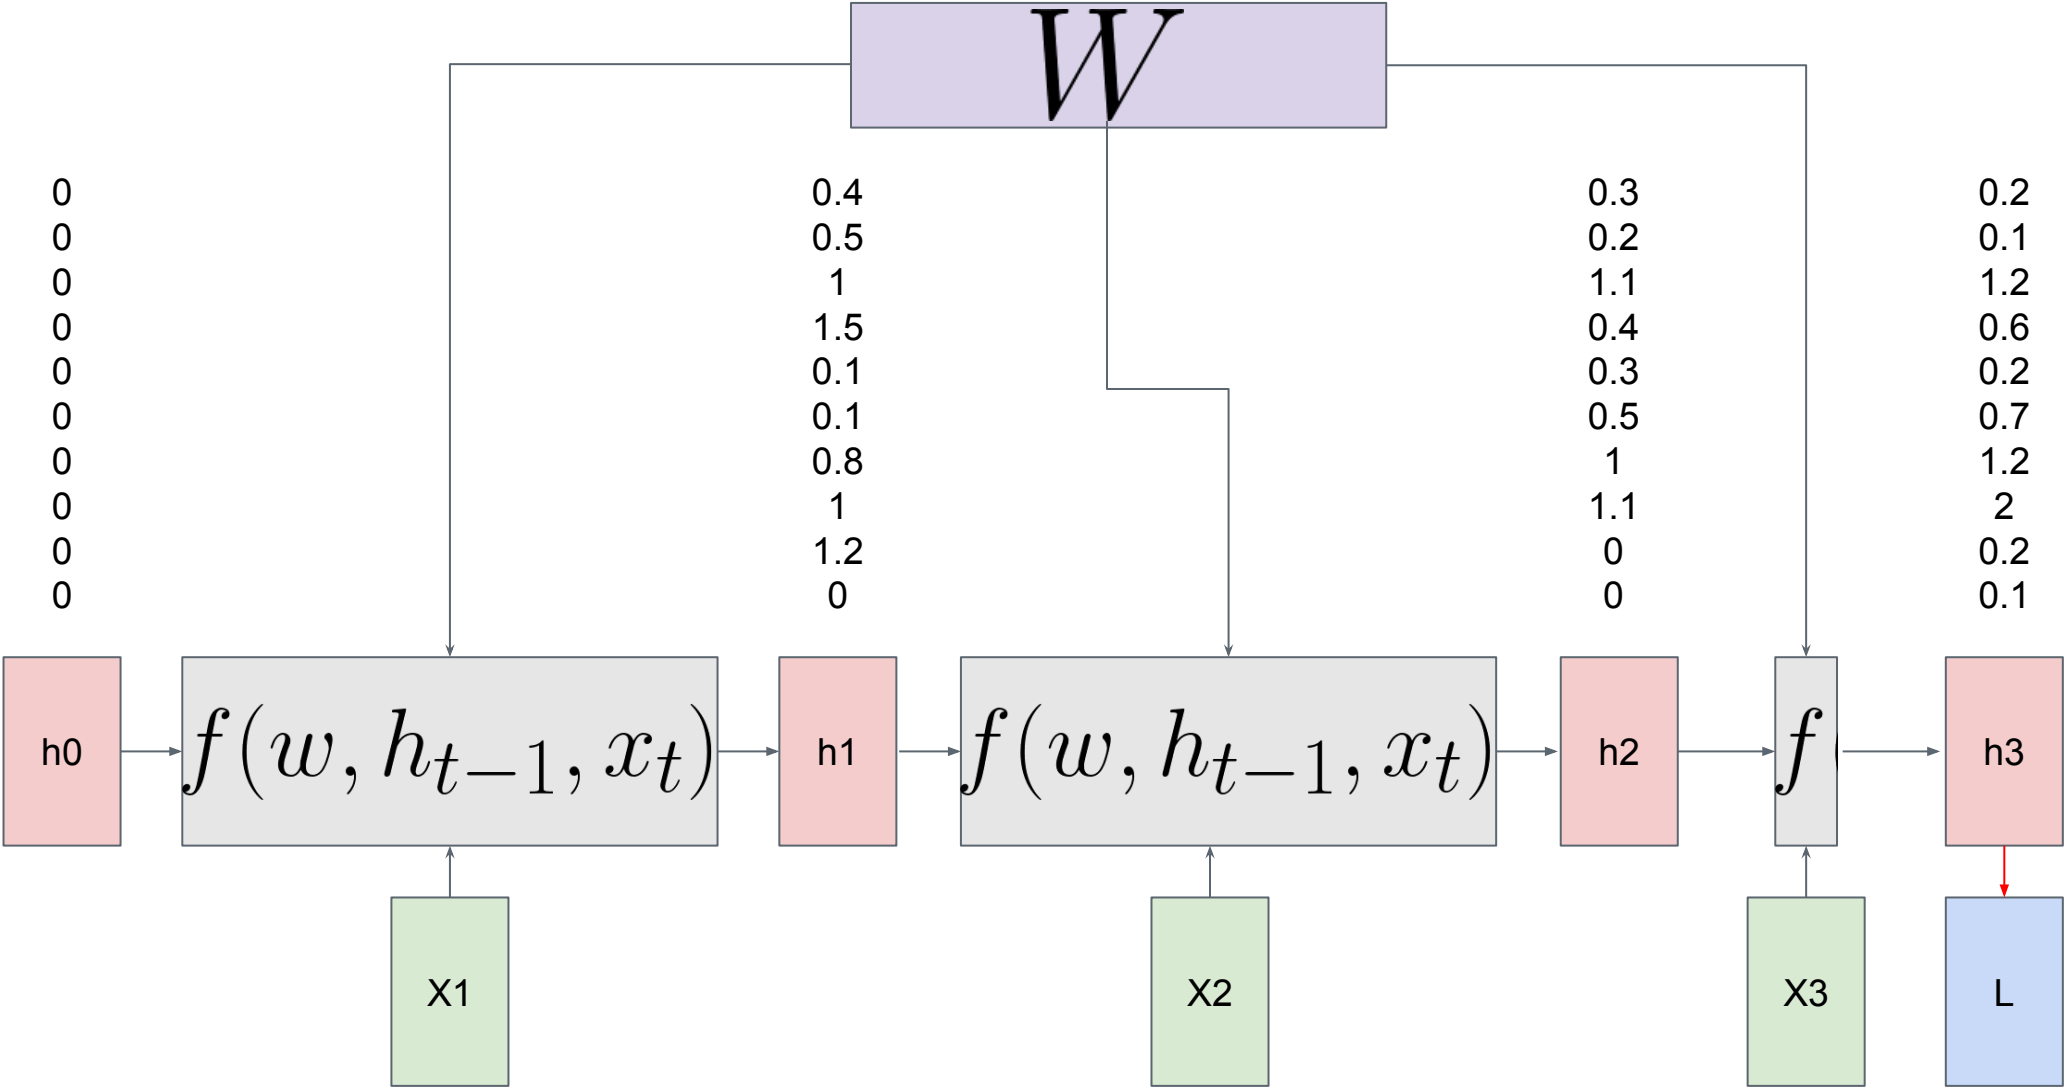 W
0 0.4 0.3 0.2
0 0.5 0.2 0.1
0 1 1.1 1.2
0 1.5 0.4 0.6
0 0.1 0.3 0.2
0 0.1 0.5 0.7
0 0.8 1 1.2
0 1 1.1 2
0 1.2 0 0.2
0 0 0 0.1
h0 f(w, h_{t-1}, x_t) h1 f(w, h_{t-1}, x_t) h2 f( h3
X1 X2 X3 L